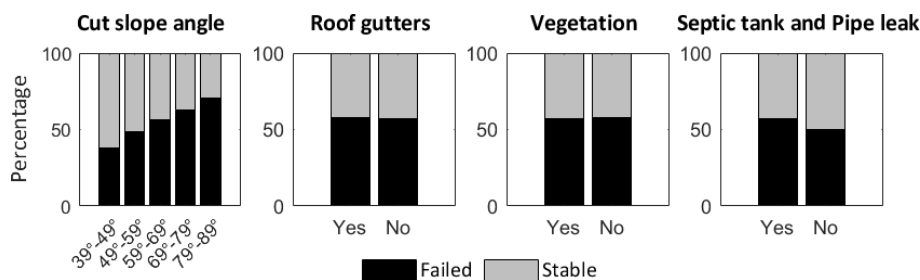 Cut slope angle
Roof gutters
Vegetation
Septic tank and Pipe leak
Percentage
100
50
0
39°-49°
49°-59°
59°-69°
69°-79°
79°-89°
100
50
0
Yes No
100
50
0
Yes No
100
50
0
Yes No
Failed Stable